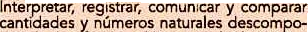 Interpretar, registrar, comunicar y comparar
cantidades y números naturales descompo-